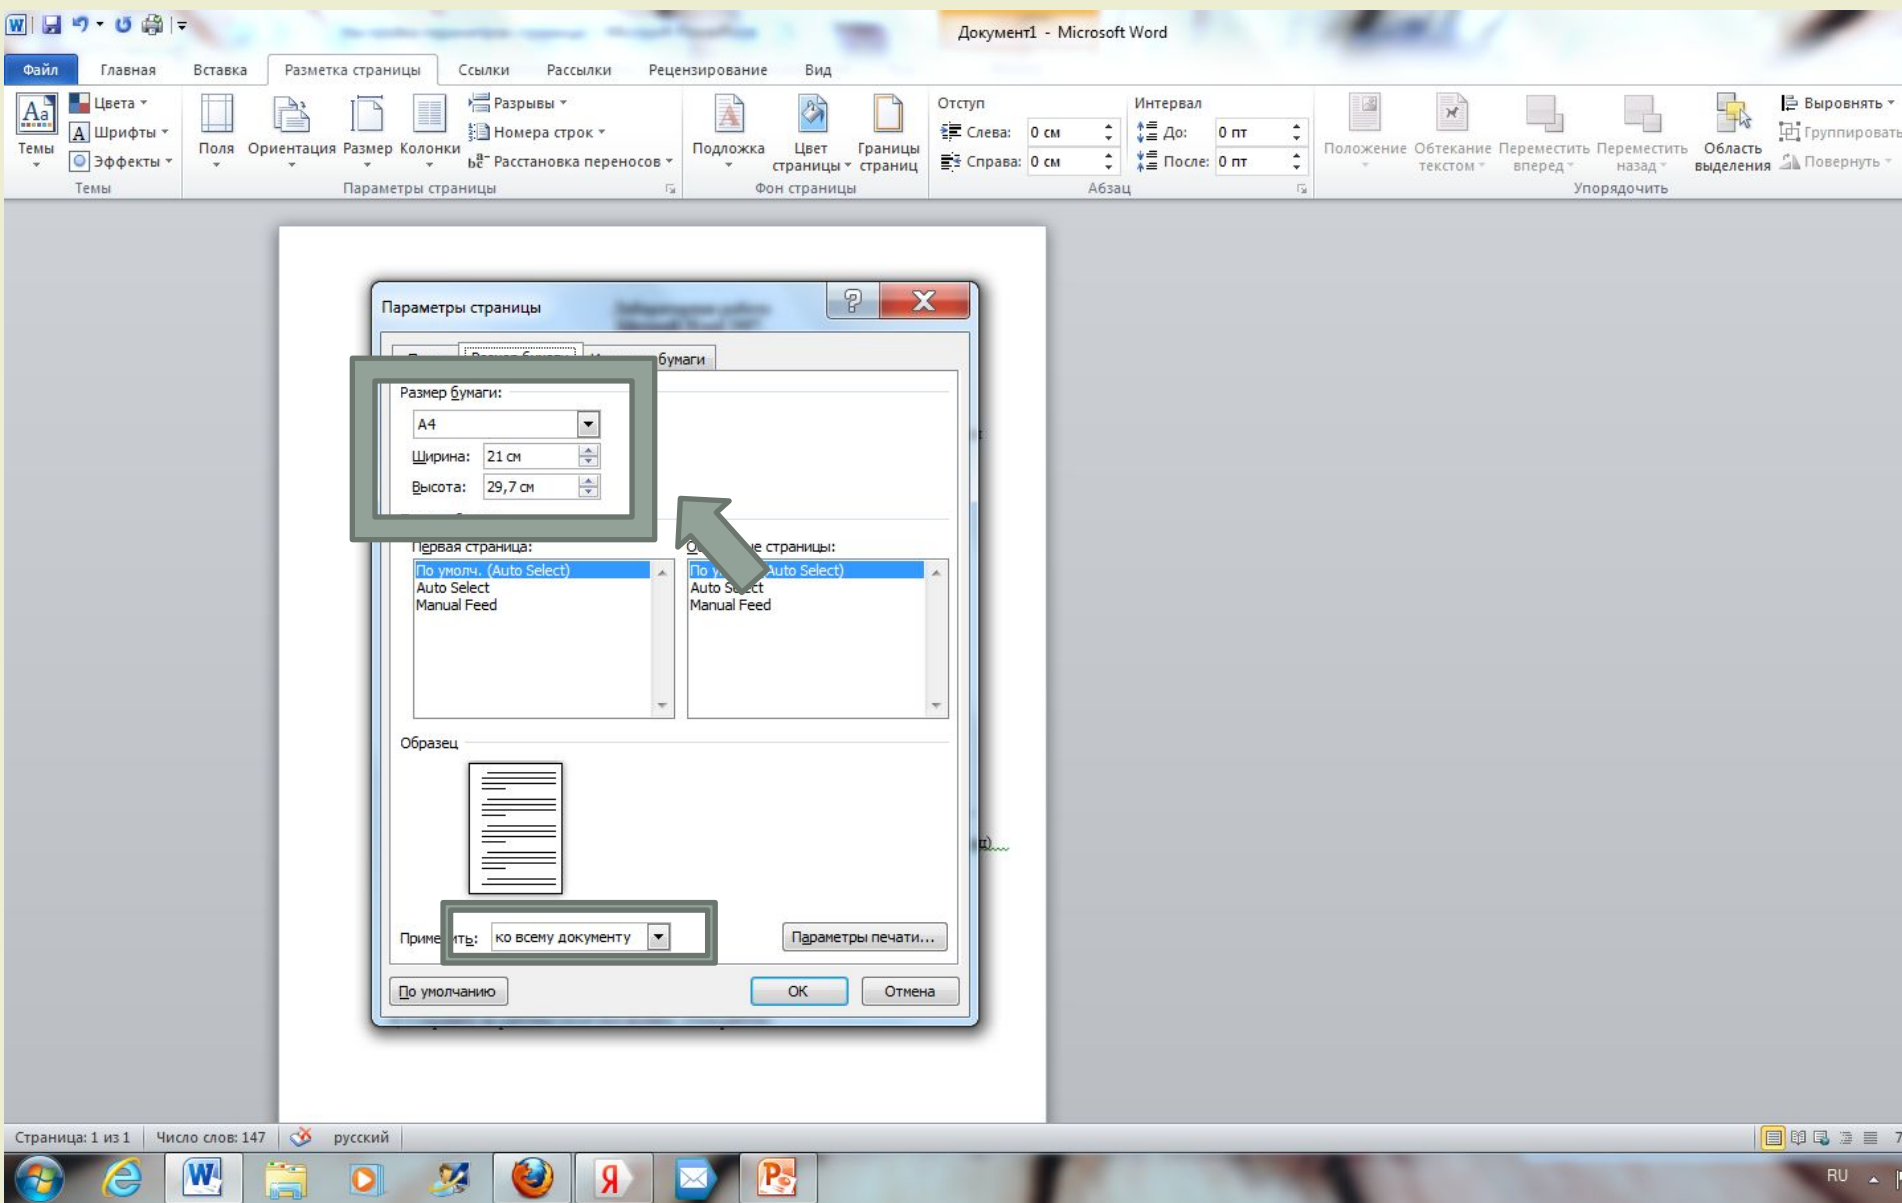 Документ1 - Microsoft Word
Файл Главная Вставка Разметка страницы Ссылки Рассылки Рецензирование Вид
Цвета
Шрифты
Эффекты
Темы
Темы
Поля Ориентация Размер Колонки
Разрывы
Номера строк
Расстановка переносов
Параметры страницы
Подложка Цвет страницы Границы страниц
Фон страницы
Отступ Интервал
Слева: 0 см До: 0 пт
Справа: 0 см После: 0 пт
Абзац
Положение Обтекание текстом Переместить вперед Переместить назад Область выделения
Выровнять
Группировать
Повернуть
Упорядочить
Параметры страницы
бумаги
Размер бумаги:
A4
Ширина: 21 см
Высота: 29,7 см
Первая страница: страницы:
По умолч. (Auto Select) Auto Select)
Auto Select Auto Select
Manual Feed Manual Feed
Образец
Применить: ко всему документу Параметры печати...
По умолчанию ОК Отмена
Страница: 1 из 1 Число слов: 147 русский
RU